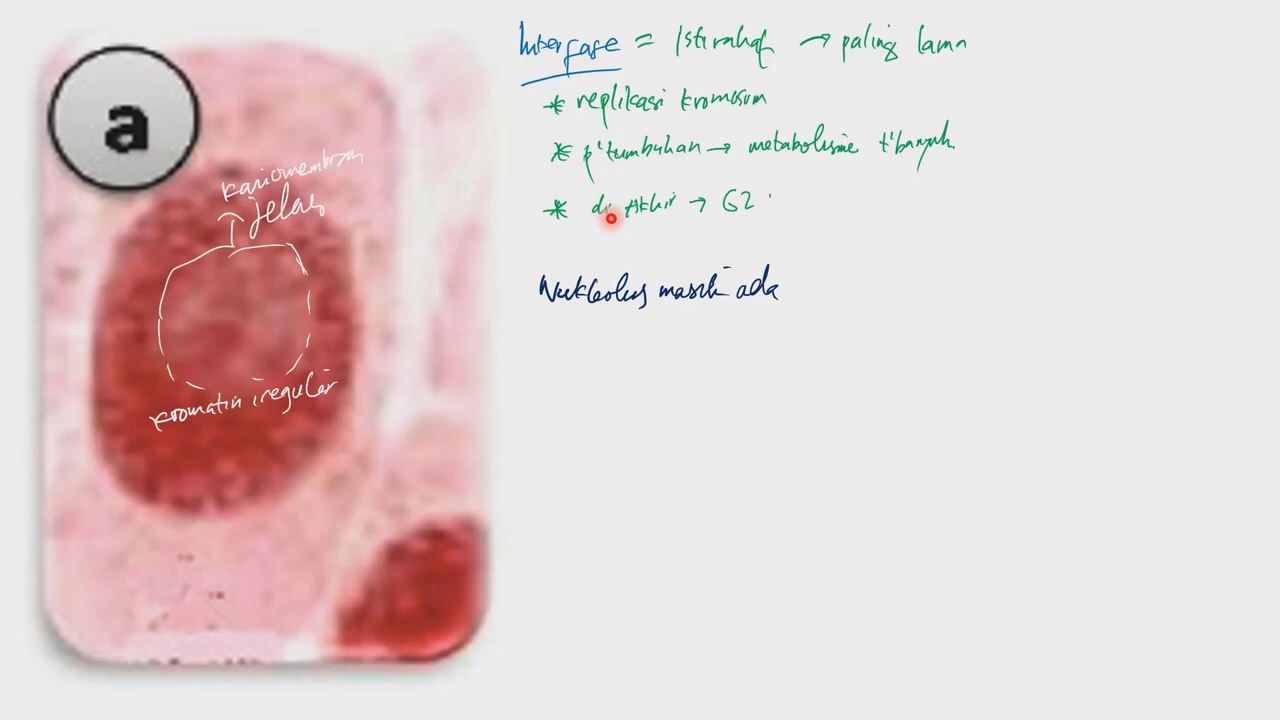 a
kariomembran
jelas
kromatin iregular
Interfase = Istirahat → paling lama
* replikasi kromosom
* p'tumbuhan → metabolisme t'banyak
* di Akhir → G2
Nukleolus masih ada